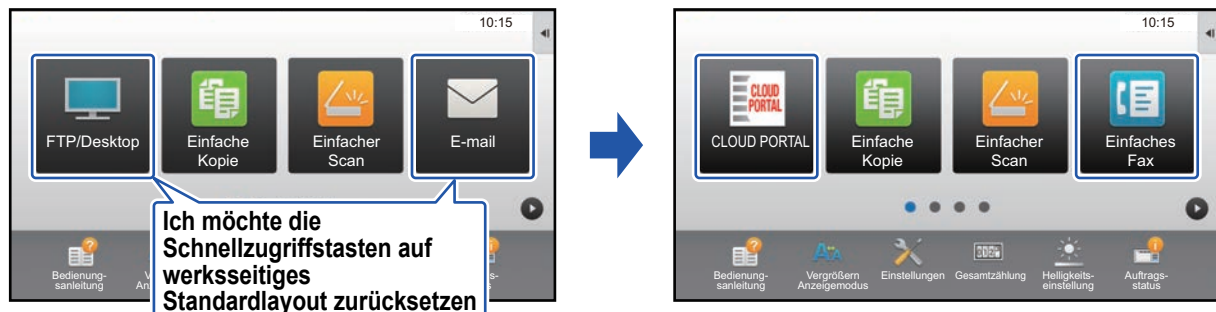 10:15
FTP/Desktop
Einfache
Kopie
Einfacher
Scan
E-mail
Ich möchte die
Schnellzugriffstasten auf
werksseitiges
Standardlayout zurücksetzen
Bedienung-
sanleitung
10:15
CLOUD
PORTAL
CLOUD PORTAL
Einfache
Kopie
Einfacher
Scan
Einfaches
Fax
Bedienung-
sanleitung
Vergrößern
Anzeigemodus
Einstellungen
Gesamtzählung
Helligkeits-
einstellung
Auftrags-
status